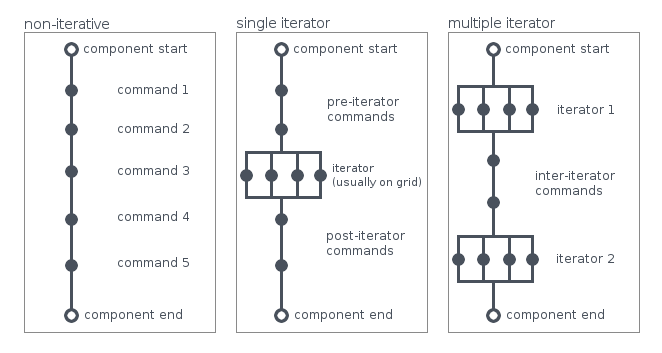 non-iterative
component start
command 1
command 2
command 3
command 4
command 5
component end
single iterator
component start
pre-iterator
commands
iterator
(usually on grid)
post-iterator
commands
component end
multiple iterator
component start
iterator 1
inter-iterator
commands
iterator 2
component end